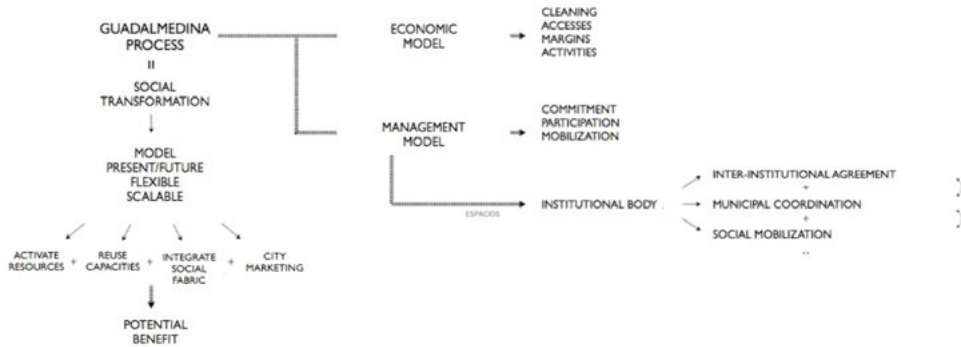 GUADALMEDINA
PROCESS
=
SOCIAL
TRANSFORMATION
MODEL
PRESENT/FUTURE
FLEXIBLE
SCALABLE
ACTIVATE
RESOURCES
+
REUSE
CAPACITIES
+
INTEGRATE
SOCIAL
FABRIC
+
CITY
MARKETING
POTENTIAL
BENEFIT
ECONOMIC
MODEL
CLEANING
ACCESSES
MARGINS
ACTIVITIES
MANAGEMENT
MODEL
COMMITMENT
PARTICIPATION
MOBILIZATION
ESPACIOS
INSTITUTIONAL BODY .
INTER-INSTITUTIONAL AGREEMENT
+
MUNICIPAL COORDINATION
+
SOCIAL MOBILIZATION
..